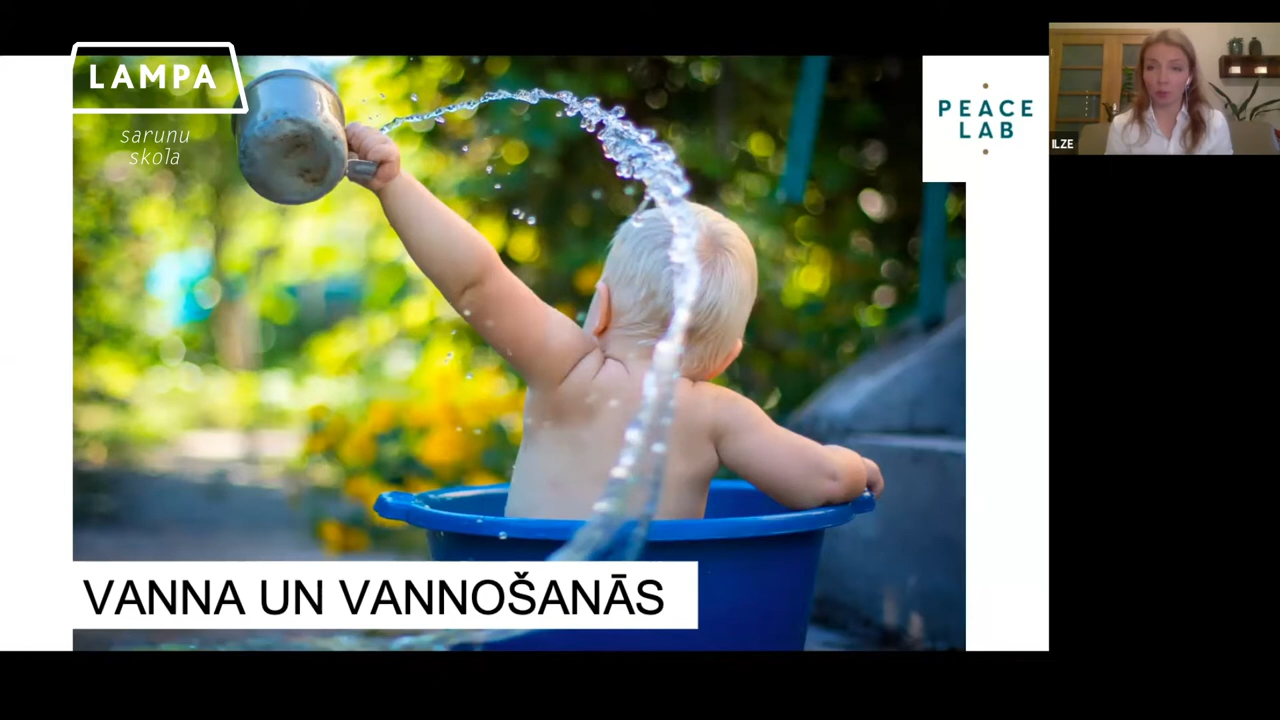 LAMPA
sarunu
skola
PEACE
LAB
ILZE
VANNA UN VANNOŠANĀS